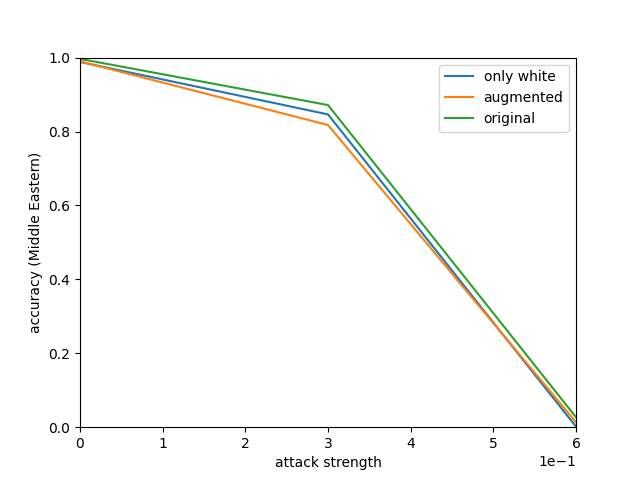 1.0
0.8
0.6
0.4
0.2
0.0
accuracy (Middle Eastern)
only white
augmented
original
0 1 2 3 4 5 6
1e−1
attack strength